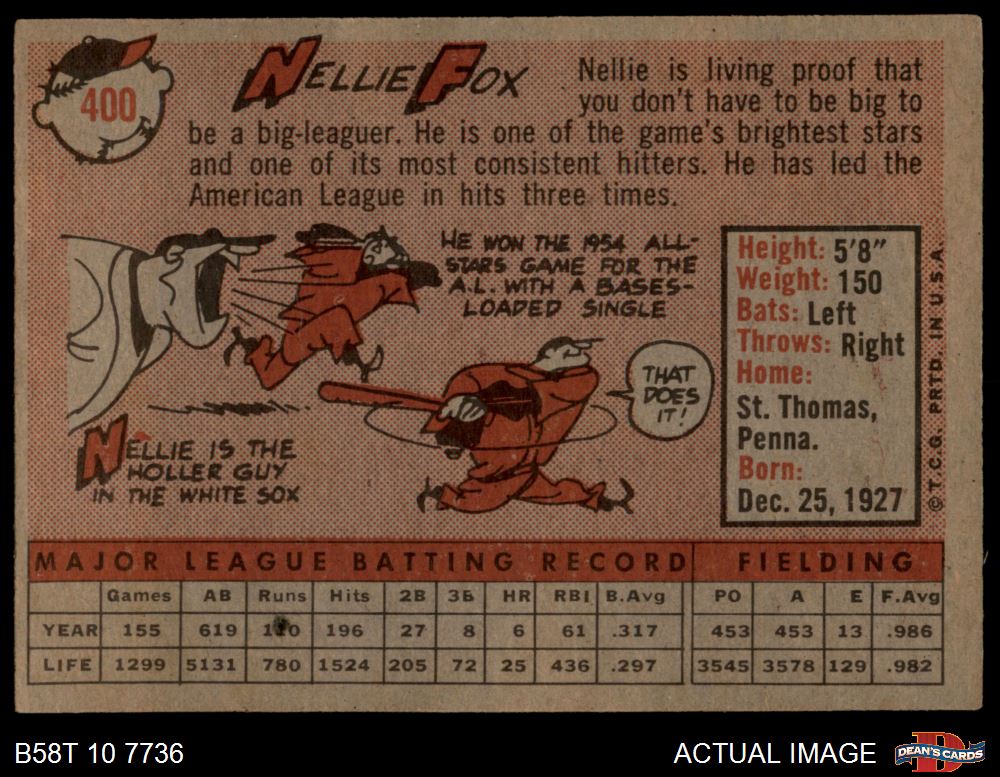 400
NELLIE FOX
Nellie is living proof that
you don't have to be big to
be a big-leaguer. He is one of the game's brightest stars
and one of its most consistent hitters. He has led the
American League in hits three times.
HE WON THE 1954 ALL-
STARS GAME FOR THE
A.L. WITH A BASES-
LOADED SINGLE
THAT
DOES
IT!
NELLIE IS THE
HOLLER GUY
IN THE WHITE SOX
Height: 5'8"
Weight: 150
Bats: Left
Throws: Right
Home:
St. Thomas,
Penna.
Born:
Dec. 25, 1927
© T.C.G. PRTD. IN U.S.A.
MAJOR LEAGUE BATTING RECORD FIELDING
Games AB Runs Hits 2B 3B HR RBI B.Avg PO A E F.Avg
YEAR 155 619 110 196 27 8 6 61 .317 453 453 13 .986
LIFE 1299 5131 780 1524 205 72 25 436 .297 3545 3578 129 .982
B58T 10 7736
ACTUAL IMAGE
DEAN'S CARDS